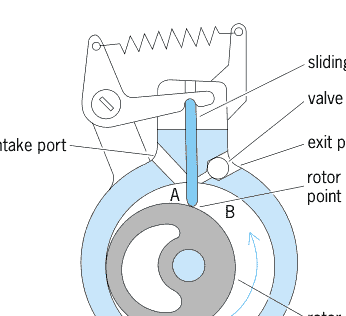 sliding
valve
intake port
exit p
rotor
point
A
B
rotor